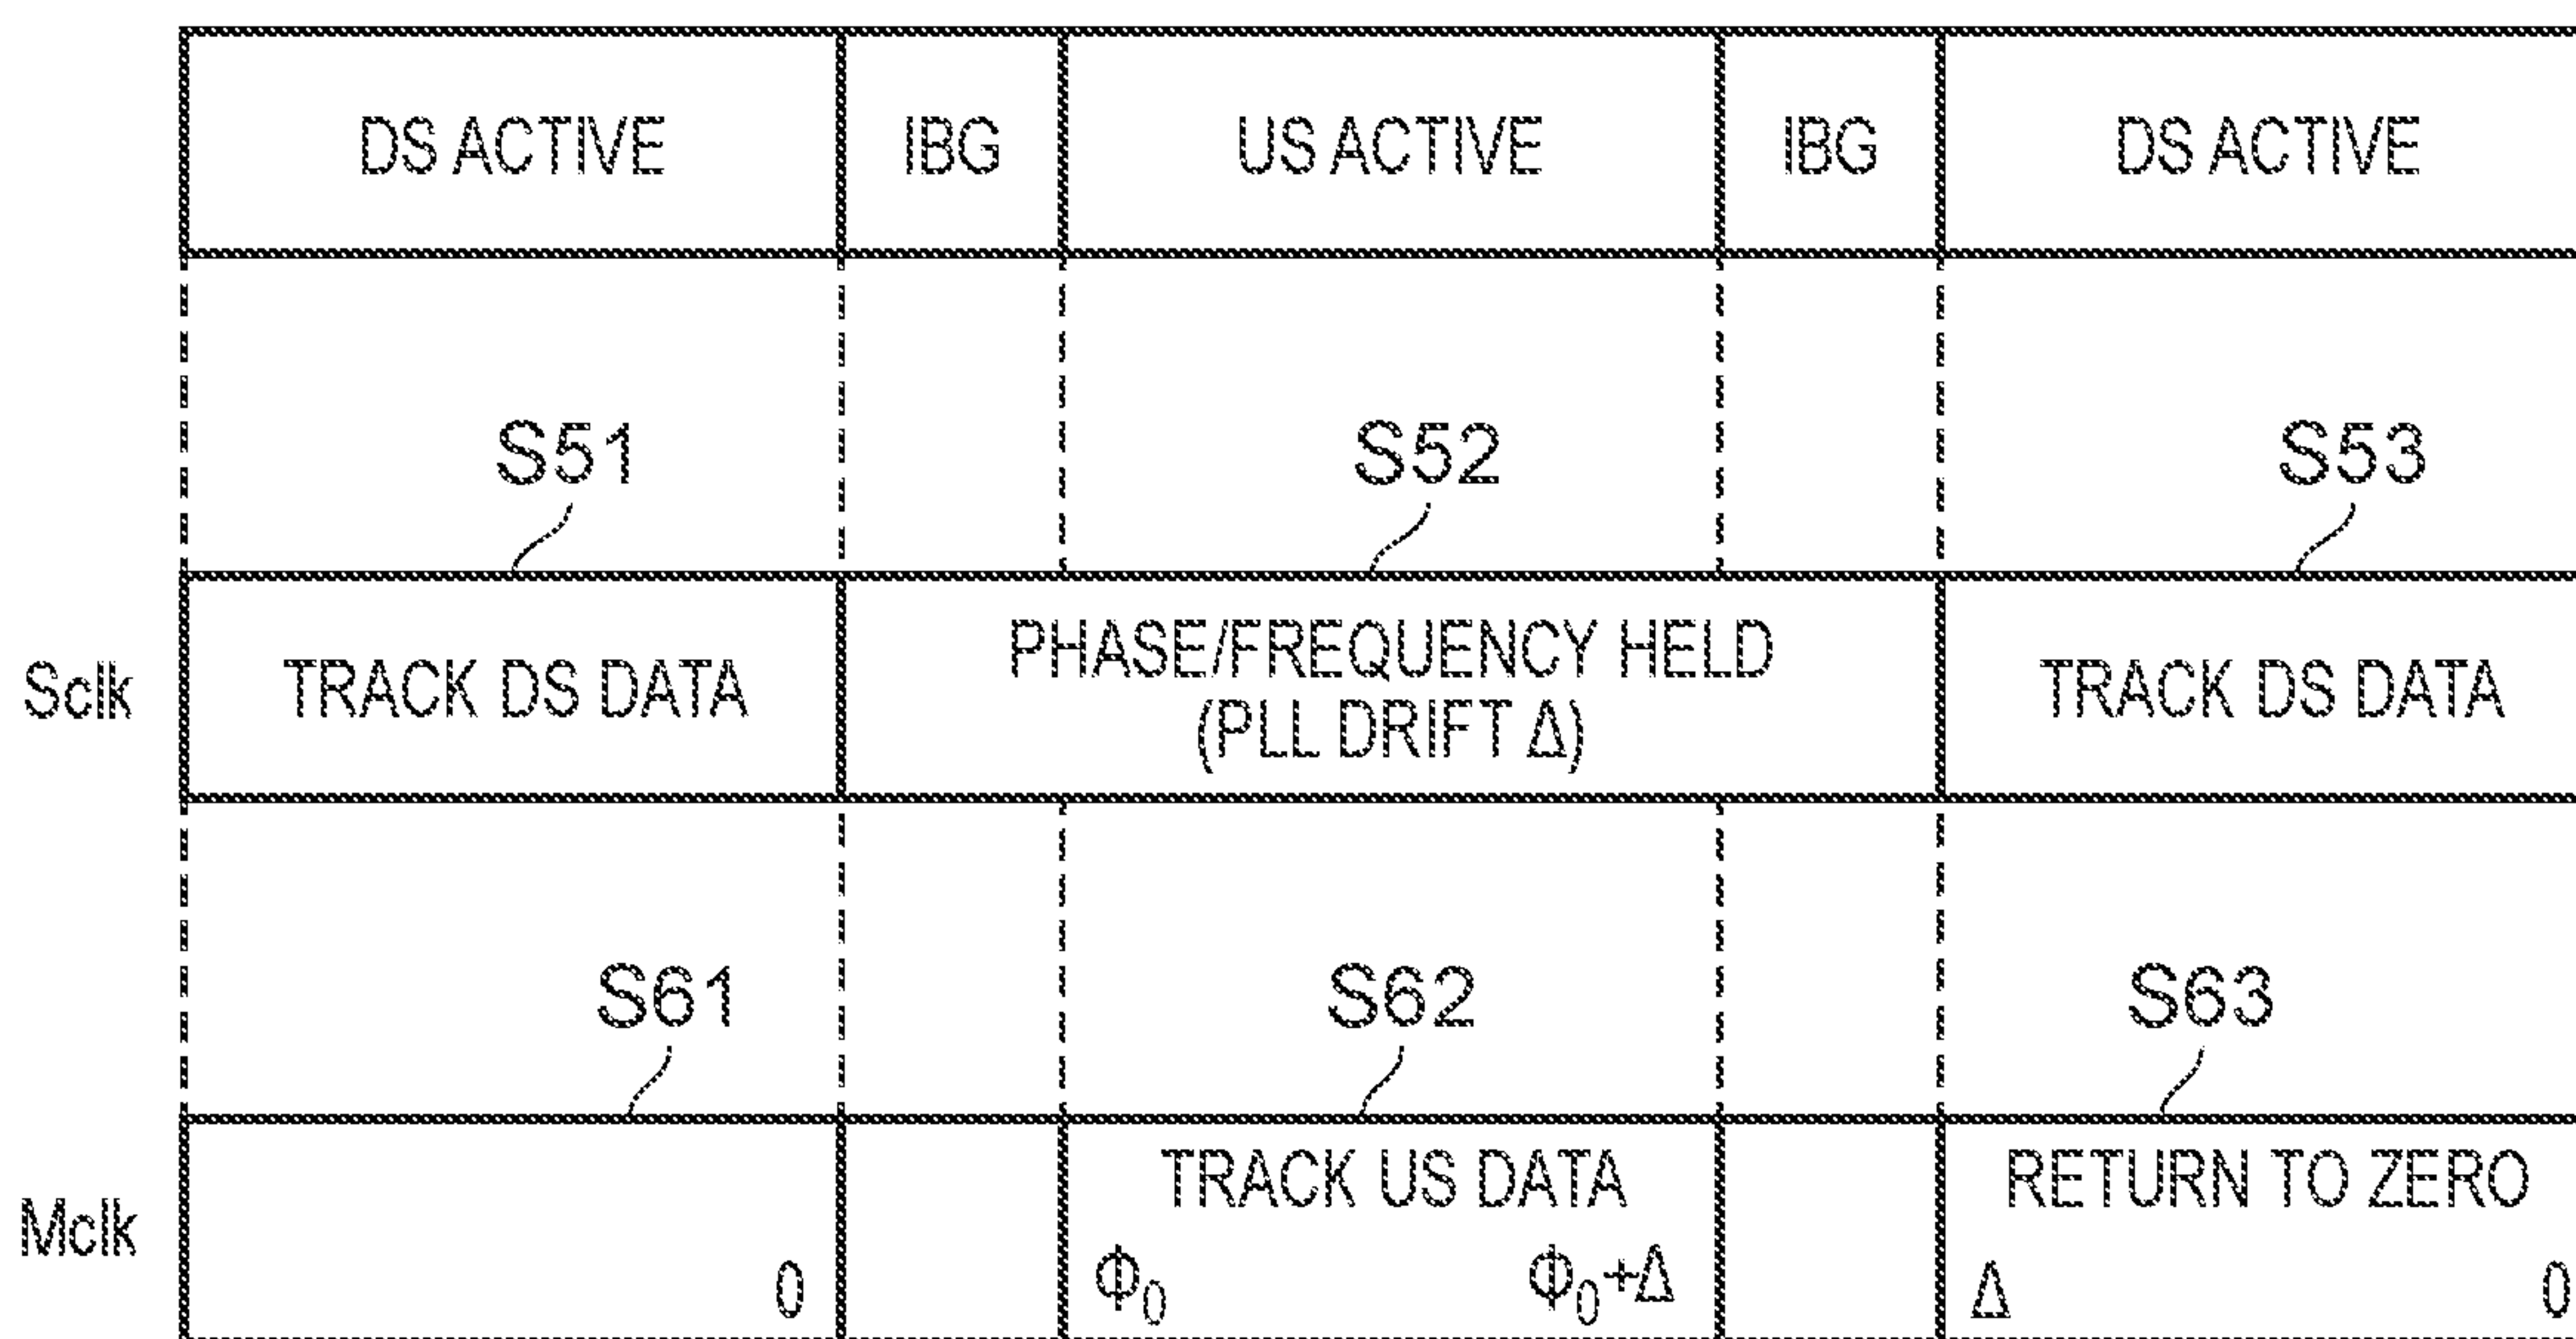 DS ACTIVE IBG US ACTIVE IBG DS ACTIVE
S51 S52 S53
Sclk TRACK DS DATA PHASE/FREQUENCY HELD TRACK DS DATA
(PLL DRIFT Δ)
S61 S62 S63
TRACK US DATA RETURN TO ZERO
Mclk
0 Φ₀ Φ₀+Δ Δ 0